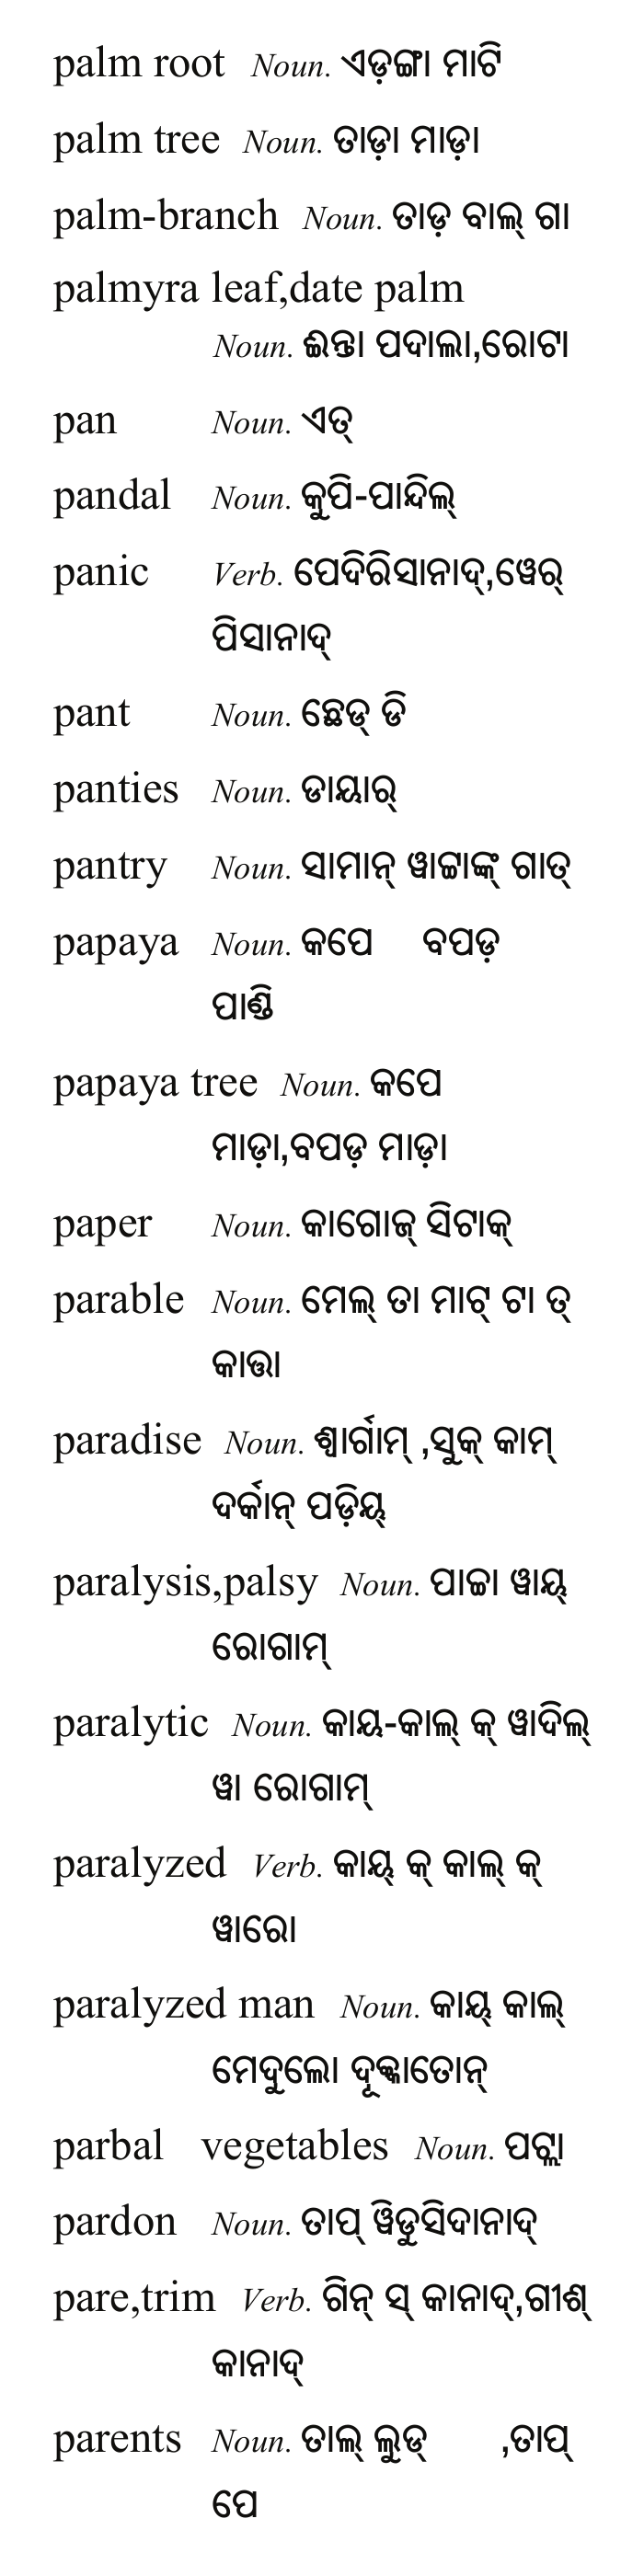 palm root Noun. ଏଡ଼ଙ୍ଗା ମାଟି
palm tree Noun. ତାଡ଼ା ମାଡ଼ା
palm-branch Noun. ତାଡ଼ ବାଲ୍ ଗା
palmyra leaf,date palm
Noun. ଈନ୍ତା ପଦାଲା,ରୋଟା
pan Noun. ଏତ୍
pandal Noun. କୁପି-ପାନ୍ଦିଲ୍
panic Verb. ପେଦିରିସାନାଦ୍,ୱେର୍
ପିସାନାଦ୍
pant Noun. ଛେଡ୍ ଡି
panties Noun. ଡାୟାର୍
pantry Noun. ସାମାନ୍ ୱାଟ୍ଟାଙ୍କ୍ ଗାତ୍
papaya Noun. କପେ ବପଡ଼
ପାଣ୍ଡି
papaya tree Noun. କପେ
ମାଡ଼ା,ବପଡ଼ ମାଡ଼ା
paper Noun. କାଗୋଜ୍ ସିଟାକ୍
parable Noun. ମେଲ୍ ତା ମାଟ୍ ଟା ତ୍
କାତ୍ତା
paradise Noun. ଶ୍ୱାର୍ଗାମ୍ ,ସୁକ୍ କାମ୍
ଦର୍କାନ୍ ପଡ଼ିୟ୍
paralysis,palsy Noun. ପାଚ୍ଚା ୱାୟ୍
ରୋଗାମ୍
paralytic Noun. କାୟ-କାଲ୍ କ୍ ୱାଦିଲ୍
ୱା ରୋଗାମ୍
paralyzed Verb. କାୟ୍ କ୍ କାଲ୍ କ୍
ୱାରୋ
paralyzed man Noun. କାୟ୍ କାଲ୍
ମେଦୁଲୋ ଦୂକ୍କାତୋନ୍
parbal vegetables Noun. ପଟ୍ଲା
pardon Noun. ତାପ୍ ୱିଡୁସିଦାନାଦ୍
pare,trim Verb. ଗିନ୍ ସ୍ କାନାଦ୍,ଗୀଶ୍
କାନାଦ୍
parents Noun. ତାଲ୍ ଲୁଡ୍ ,ତାପ୍
ପେ